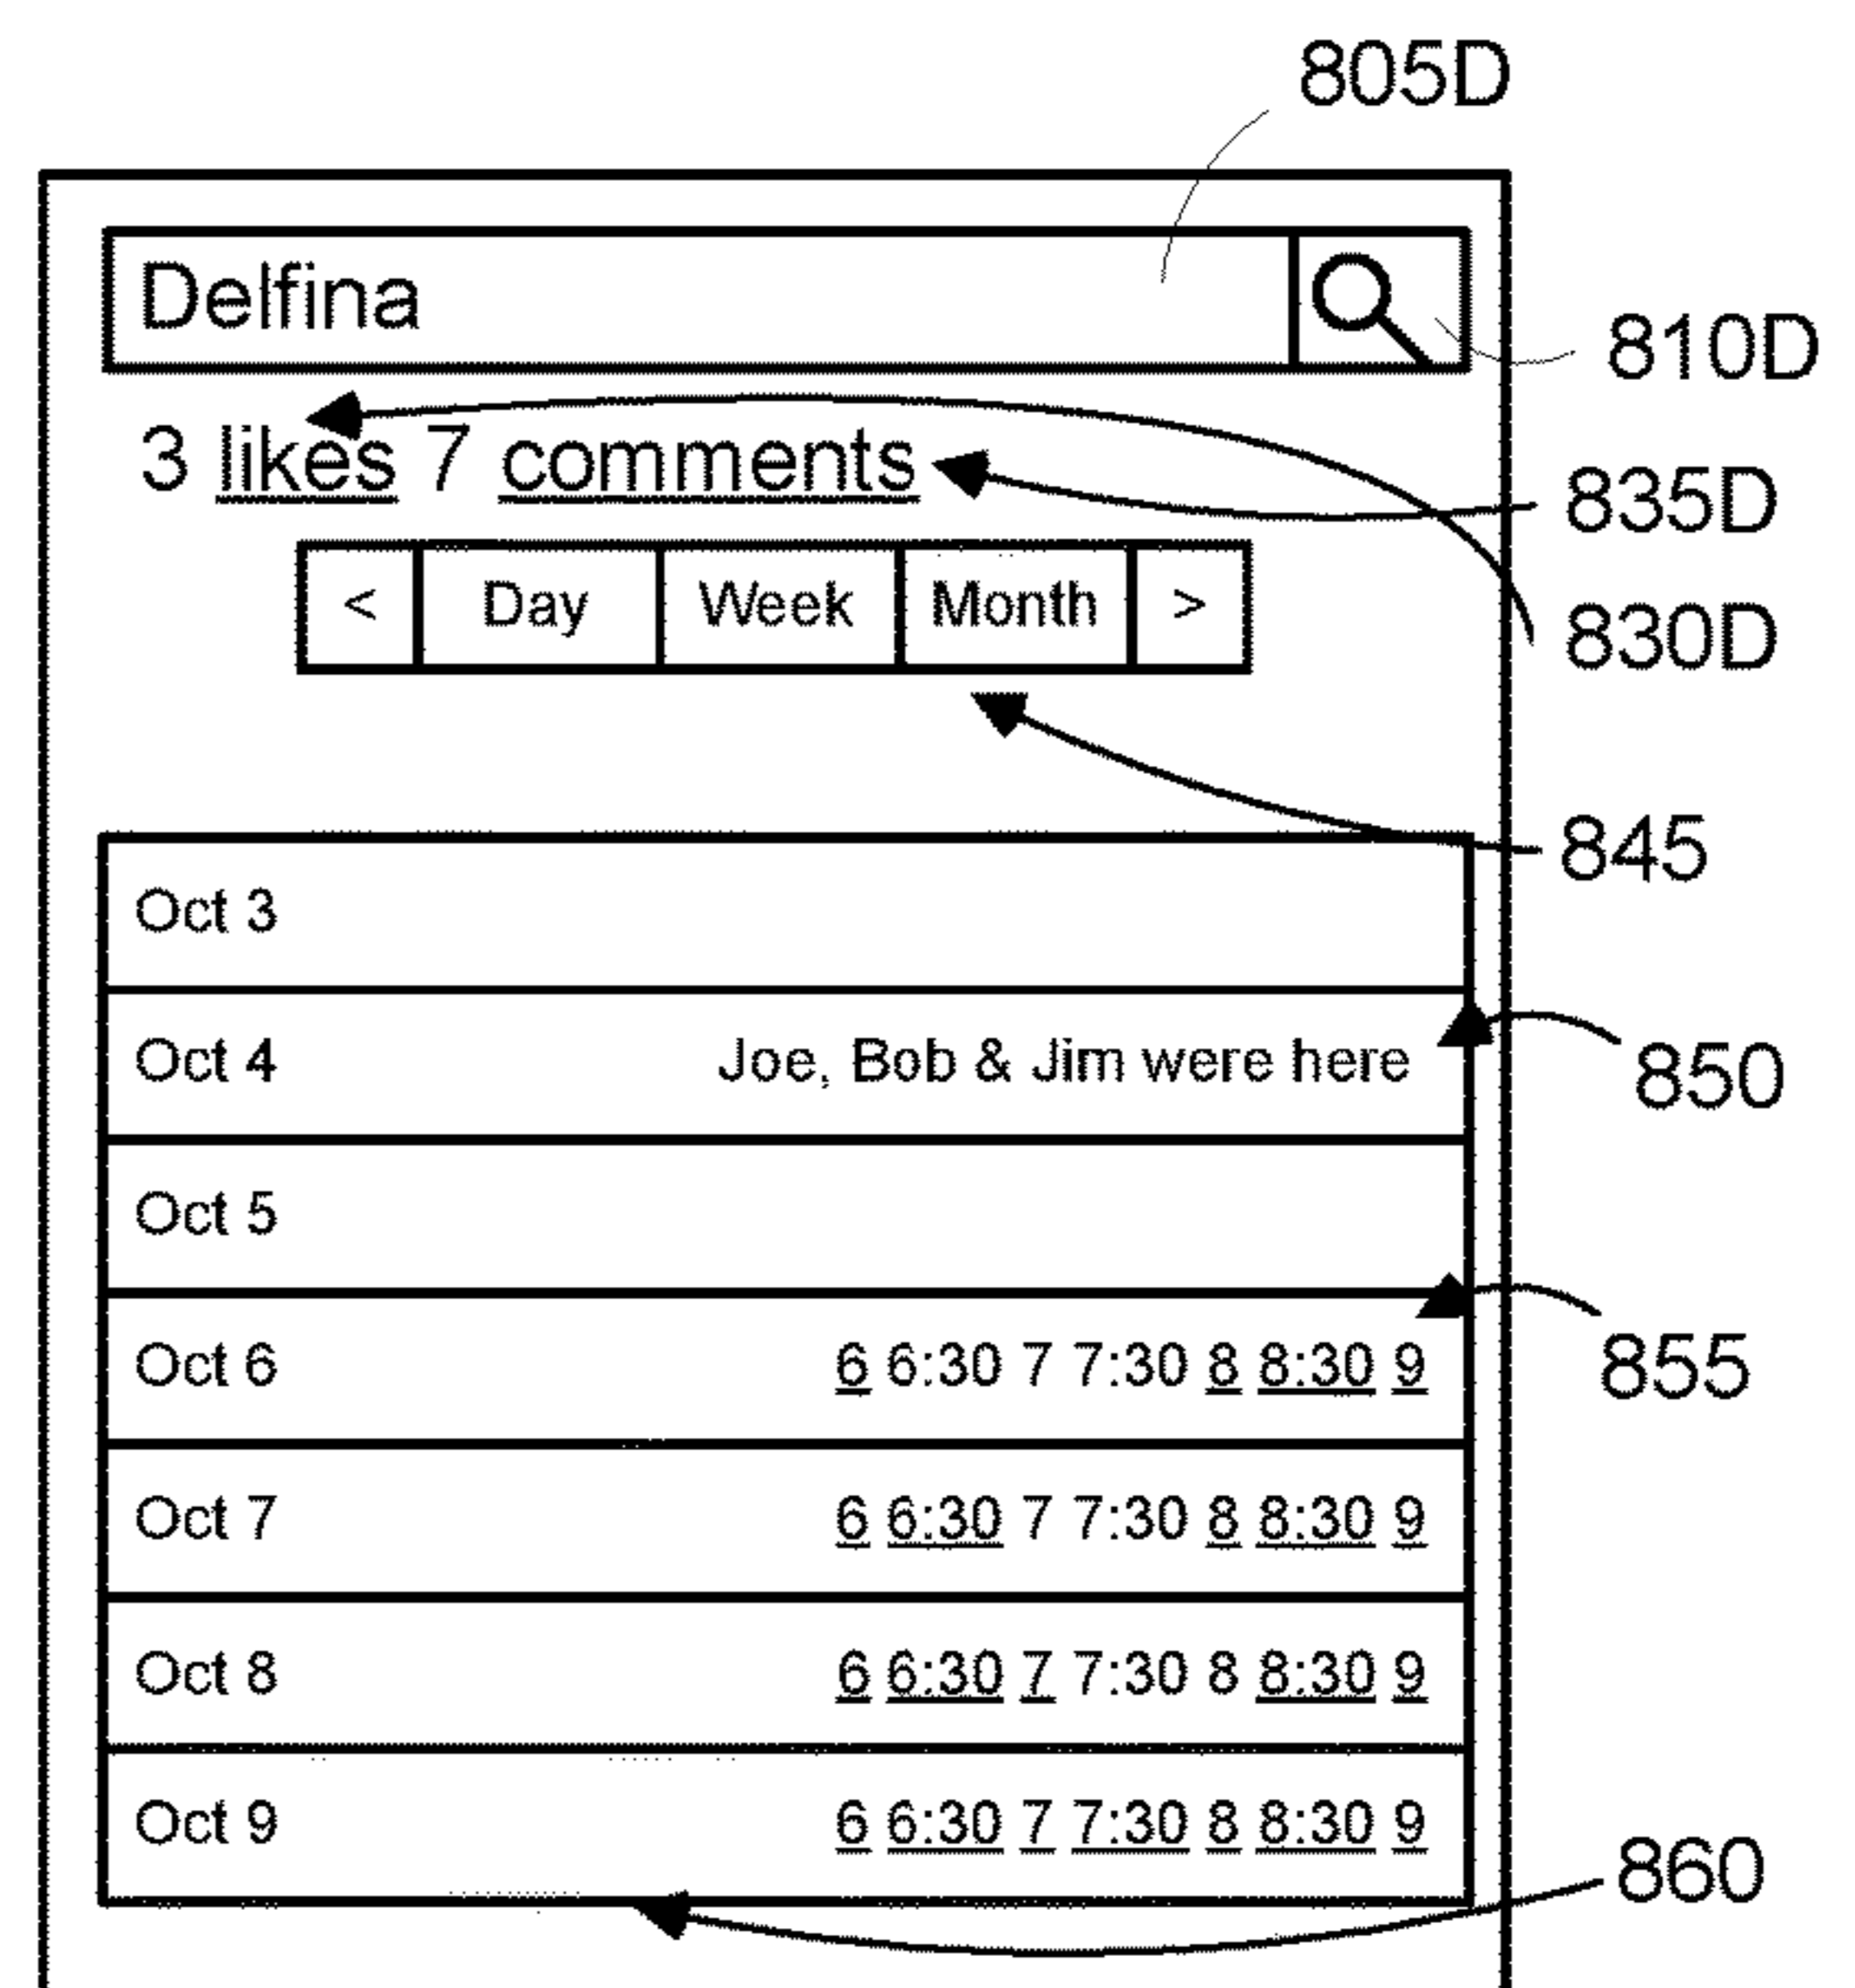 805D
Delfina
810D
3 likes 7 comments
835D
< Day Week Month >
830D
845
Oct 3
Oct 4 Joe, Bob & Jim were here
850
Oct 5
Oct 6 6 6:30 7 7:30 8 8:30 9
855
Oct 7 6 6:30 7 7:30 8 8:30 9
Oct 8 6 6:30 7 7:30 8 8:30 9
Oct 9 6 6:30 7 7:30 8 8:30 9
860